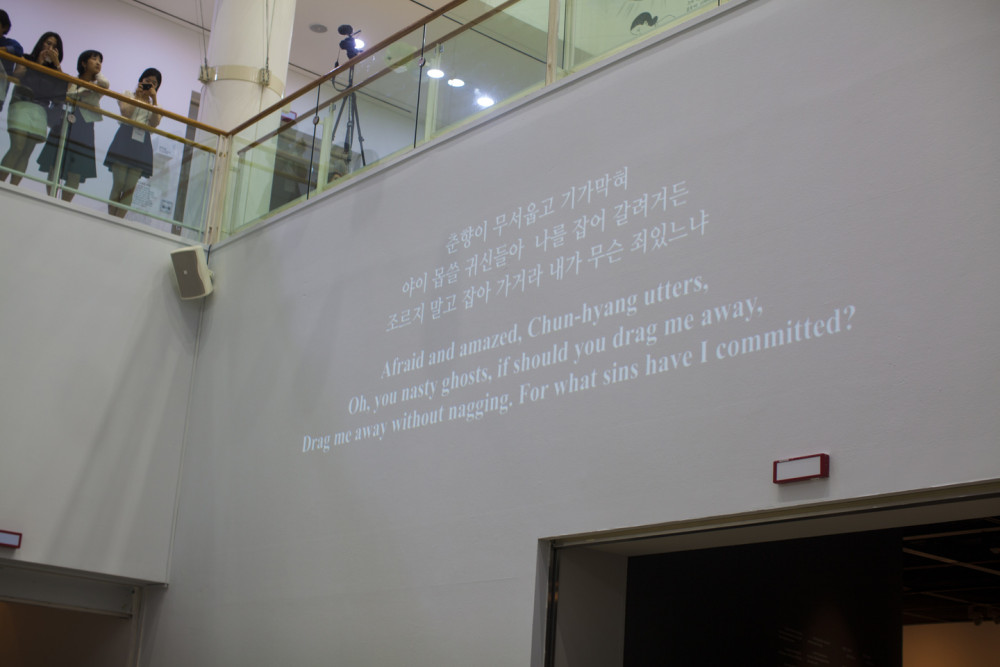 춘향이 무서웁고 기가막혀
야이 몹쓸 귀신들아 나를 잡어 갈려거든
조르지 말고 잡아 가거라 내가 무슨 죄있느냐
Afraid and amazed, Chun-hyang utters,
Oh, you nasty ghosts, if should you drag me away,
Drag me away without nagging. For what sins have I committed?